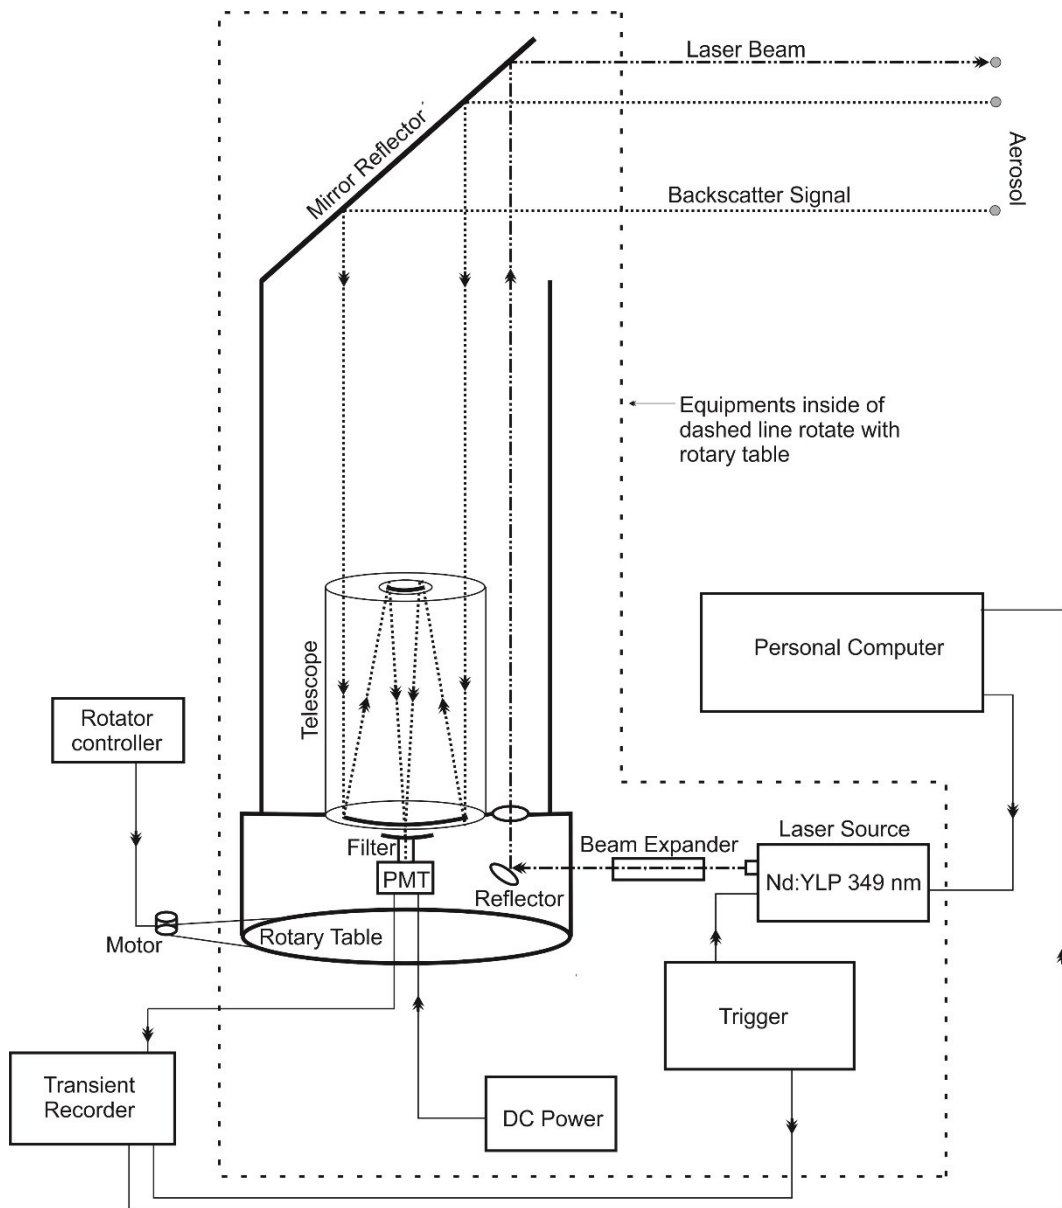 Laser Beam
Mirror Reflector
Aerosol
Backscatter Signal
Equipments inside of
dashed line rotate with
rotary table
Personal Computer
Telescope
Rotator
controller
Laser Source
Beam Expander
Filter
Nd:YLP 349 nm
PMT
Reflector
Rotary Table
Motor
Trigger
Transient
Recorder
DC Power